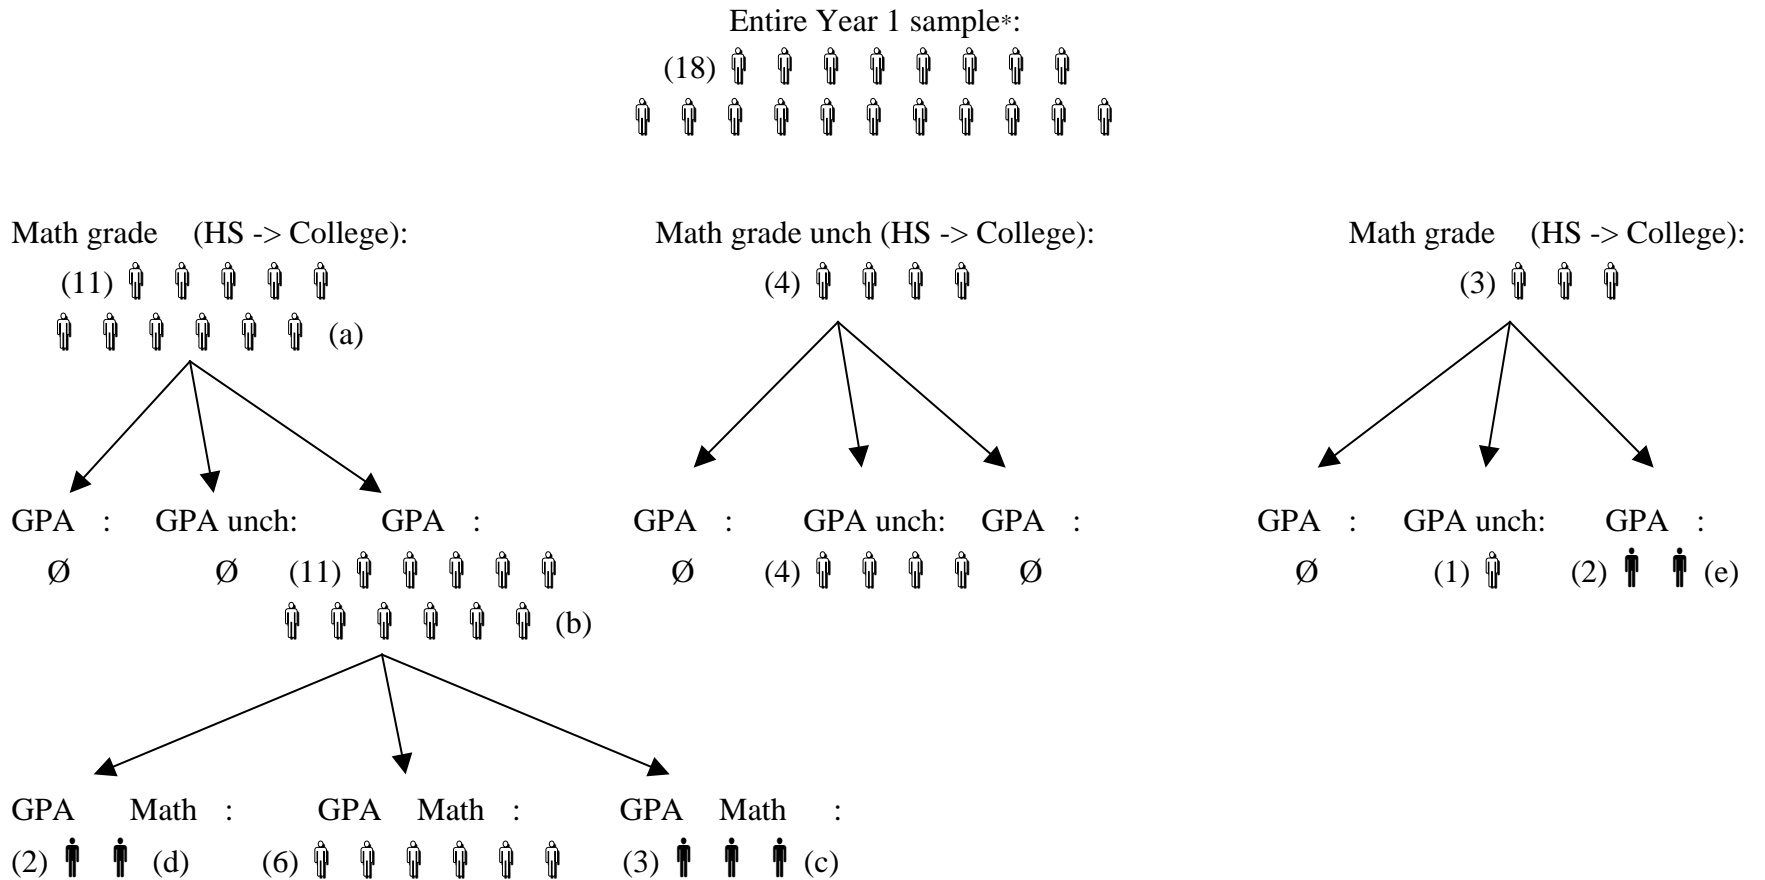 Entire Year 1 sample*:
(18)
Math grade (HS -> College):
(11)
(a)
Math grade unch (HS -> College):
(4)
Math grade (HS -> College):
(3)
GPA : GPA unch: GPA :
Ø Ø (11)
(b)
GPA : GPA unch: GPA :
Ø (4) Ø
GPA : GPA unch: GPA :
Ø (1) (2) (e)
GPA Math : GPA Math : GPA Math :
(2) (d) (6) (3) (c)